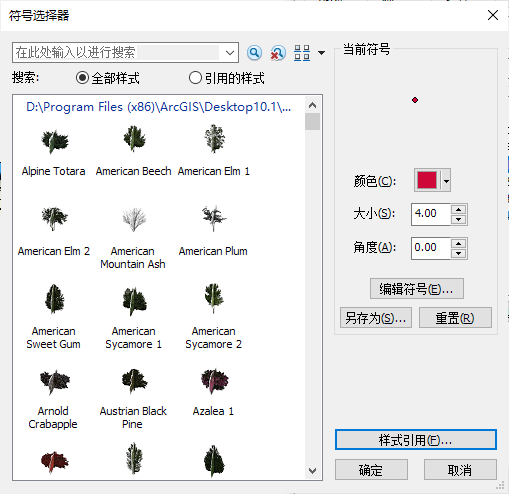 符号选择器
在此处输入以进行搜索
搜索: 全部样式 引用的样式
D:\Program Files (x86)\ArcGIS\Desktop10.1\...
Alpine Totara American Beech American Elm 1
American Elm 2 American Mountain Ash American Plum
American Sweet Gum American Sycamore 1 American Sycamore 2
Arnold Crabapple Austrian Black Pine Azalea 1
当前符号
颜色(C):
大小(S): 4.00
角度(A): 0.00
编辑符号(E)...
另存为(S)... 重置(R)
样式引用(F)...
确定 取消